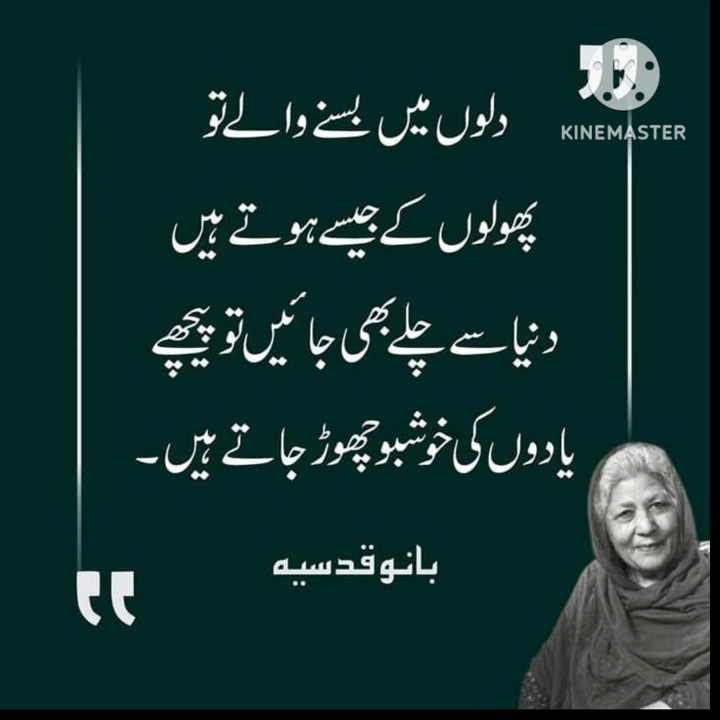 KINEMASTER
دلوں میں بسنے والے تو
پھولوں کے جیسے ہوتے ہیں
دنیا سے چلے بھی جائیں تو پیچھے
یادوں کی خوشبو چھوڑ جاتے ہیں۔
بانو قدسیہ